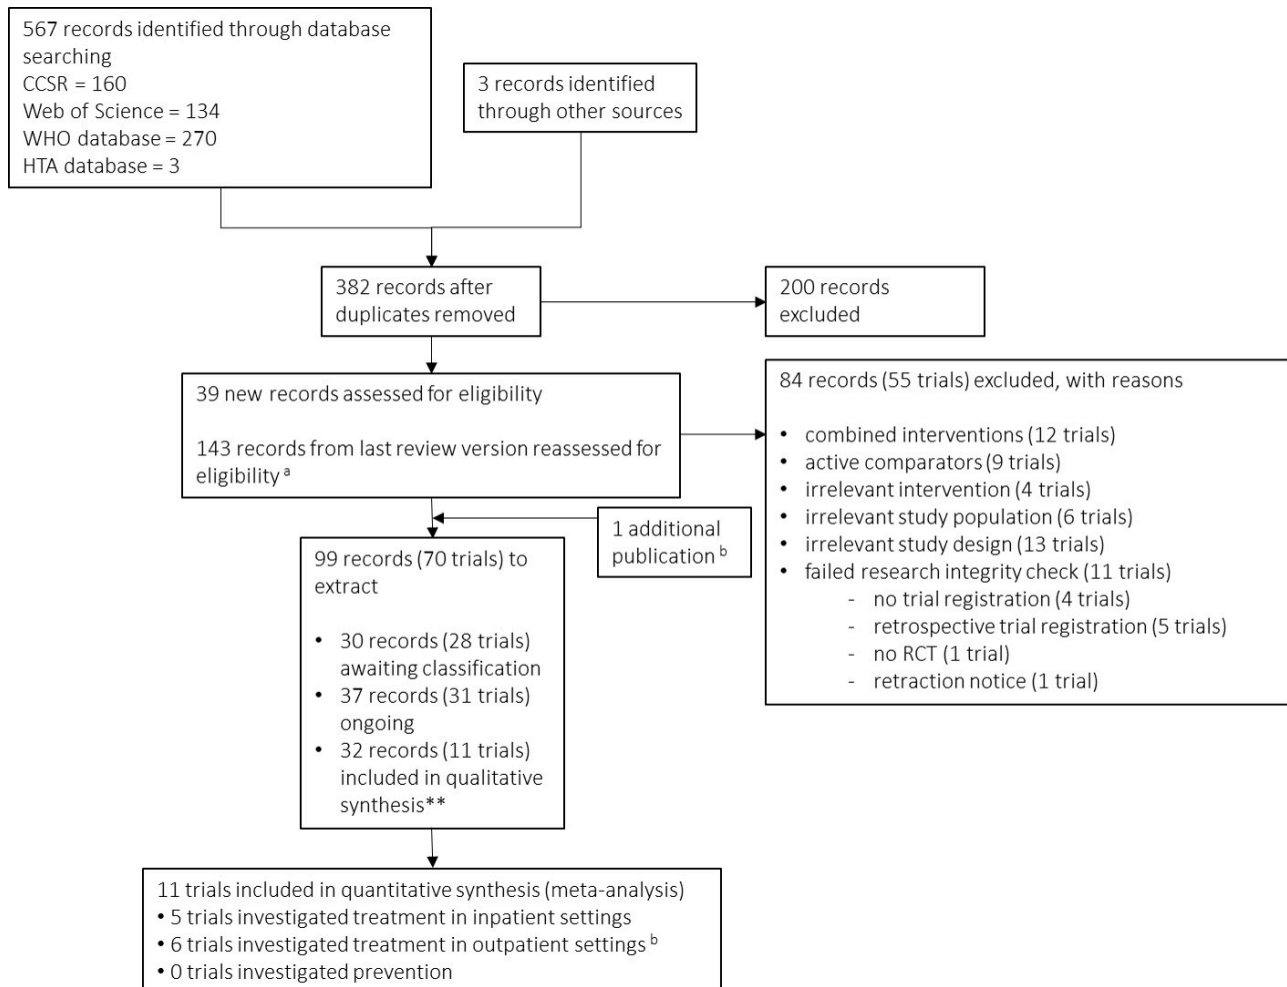 567 records identified through database
searching
CCSR = 160
Web of Science = 134
WHO database = 270
HTA database = 3
3 records identified
through other sources
382 records after
duplicates removed
200 records
excluded
39 new records assessed for eligibility
143 records from last review version reassessed for
eligibility a
84 records (55 trials) excluded, with reasons
• combined interventions (12 trials)
• active comparators (9 trials)
• irrelevant intervention (4 trials)
• irrelevant study population (6 trials)
• irrelevant study design (13 trials)
• failed research integrity check (11 trials)
- no trial registration (4 trials)
- retrospective trial registration (5 trials)
- no RCT (1 trial)
- retraction notice (1 trial)
1 additional
publication b
99 records (70 trials) to
extract
• 30 records (28 trials)
awaiting classification
• 37 records (31 trials)
ongoing
• 32 records (11 trials)
included in qualitative
synthesis**
11 trials included in quantitative synthesis (meta-analysis)
• 5 trials investigated treatment in inpatient settings
• 6 trials investigated treatment in outpatient settings b
• 0 trials investigated prevention